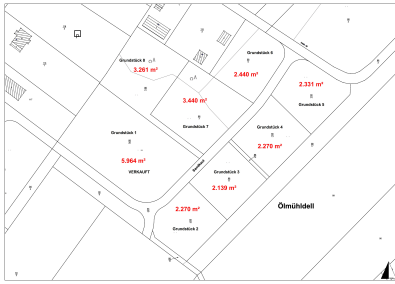 Grundstück 6
2.440 m²
Grundstück 8
3.261 m²
2.331 m²
Grundstück 5
3.440 m²
Grundstück 7
Grundstück 4
2.270 m²
Grundstück 1
5.964 m²
VERKAUFT
Grundstück 3
2.139 m²
2.270 m²
Grundstück 2
Ölmühldell